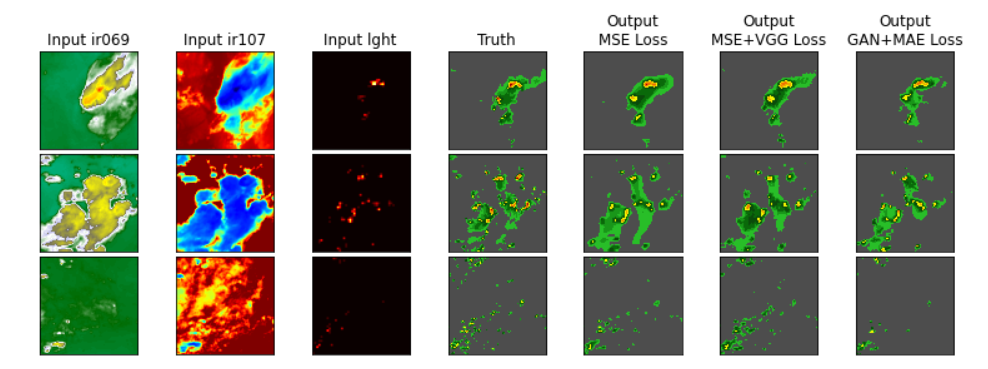 Input ir069
Input ir107
Input lght
Truth
Output
MSE Loss
Output
MSE+VGG Loss
Output
GAN+MAE Loss